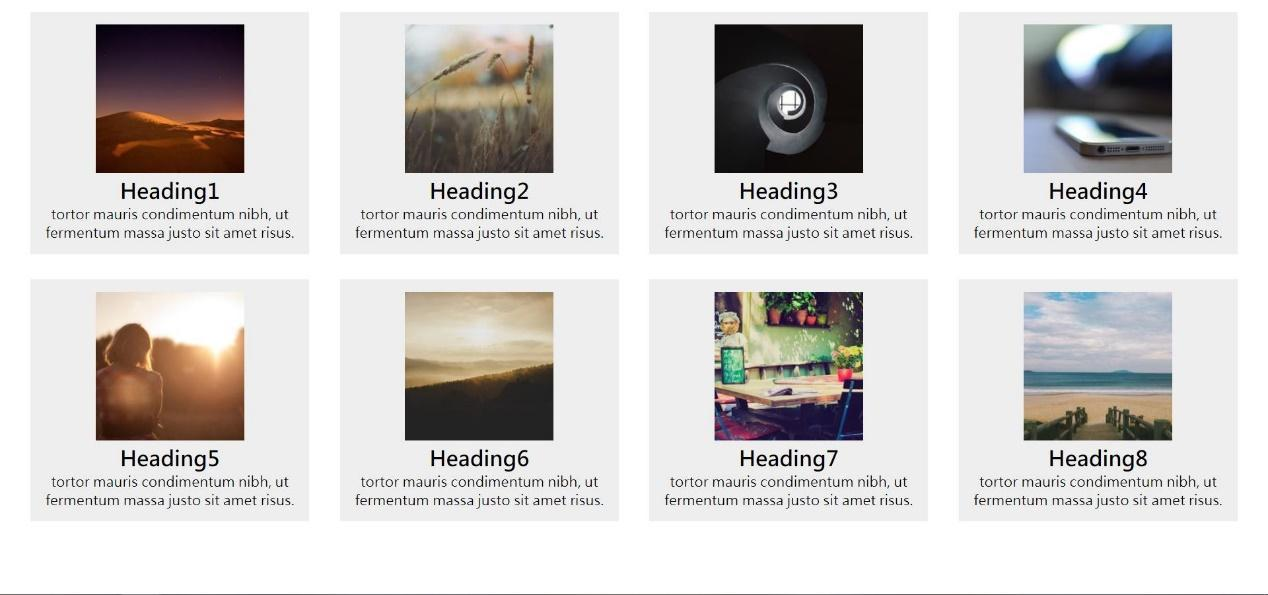 Heading1
tortor mauris condimentum nibh, ut
fermentum massa justo sit amet risus.
Heading2
tortor mauris condimentum nibh, ut
fermentum massa justo sit amet risus.
Heading3
tortor mauris condimentum nibh, ut
fermentum massa justo sit amet risus.
Heading4
tortor mauris condimentum nibh, ut
fermentum massa justo sit amet risus.
Heading5
tortor mauris condimentum nibh, ut
fermentum massa justo sit amet risus.
Heading6
tortor mauris condimentum nibh, ut
fermentum massa justo sit amet risus.
Heading7
tortor mauris condimentum nibh, ut
fermentum massa justo sit amet risus.
Heading8
tortor mauris condimentum nibh, ut
fermentum massa justo sit amet risus.